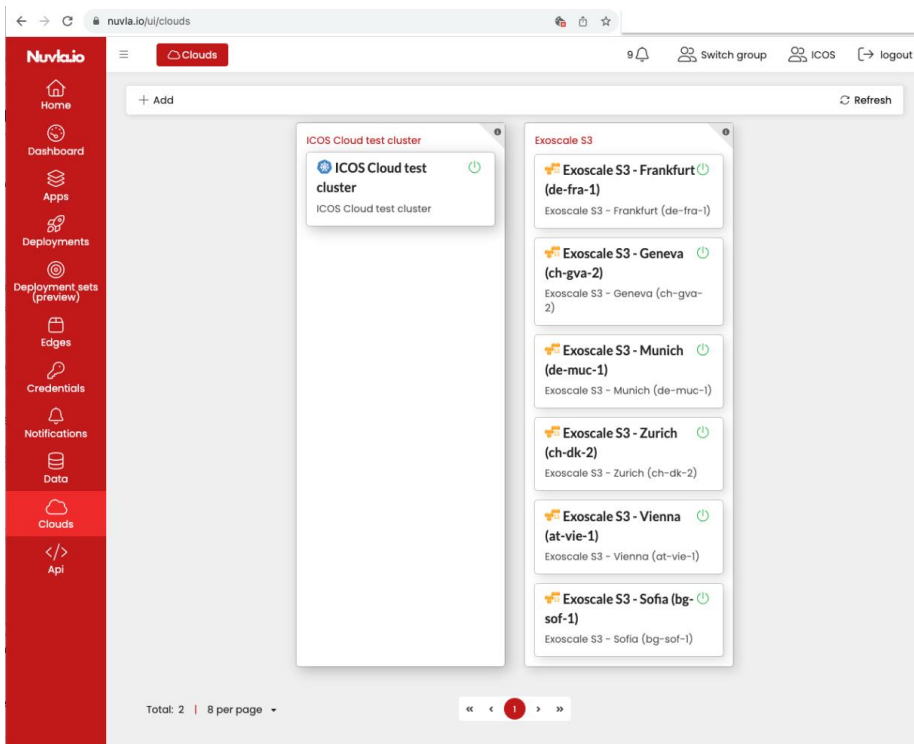 nuvla.io/ui/clouds
Nuvla.io
Clouds
9
Switch group
ICOS
logout
Home
Dashboard
Apps
Deployments
Deployment sets
(preview)
Edges
Credentials
Notifications
Data
Clouds
</>
Api
+ Add
Refresh
ICOS Cloud test cluster
ICOS Cloud test
cluster
ICOS Cloud test cluster
Exoscale S3
Exoscale S3 - Frankfurt
(de-fra-1)
Exoscale S3 - Frankfurt (de-fra-1)
Exoscale S3 - Geneva
(ch-gva-2)
Exoscale S3 - Geneva (ch-gva-
2)
Exoscale S3 - Munich
(de-muc-1)
Exoscale S3 - Munich (de-muc-1)
Exoscale S3 - Zurich
(ch-dk-2)
Exoscale S3 - Zurich (ch-dk-2)
Exoscale S3 - Vienna
(at-vie-1)
Exoscale S3 - Vienna (at-vie-1)
Exoscale S3 - Sofia (bg-
sof-1)
Exoscale S3 - Sofia (bg-sof-1)
Total: 2 | 8 per page
« ‹ 1 › »